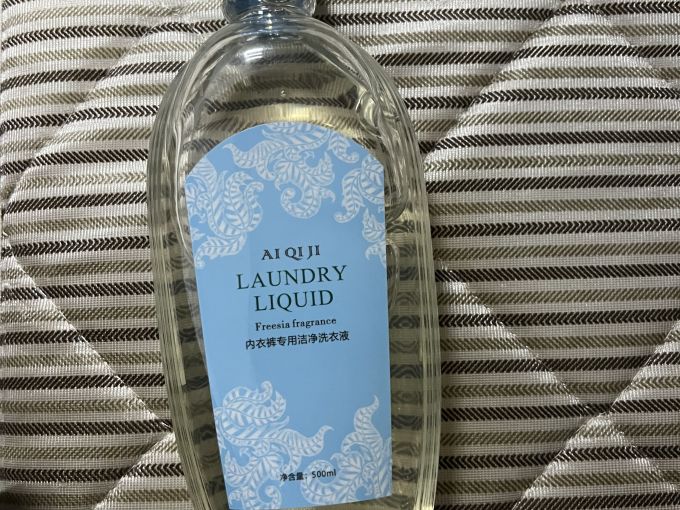 AI QI JI
LAUNDRY
LIQUID
Freesia fragrance
内衣裤专用洁净洗衣液
净含量：500ml